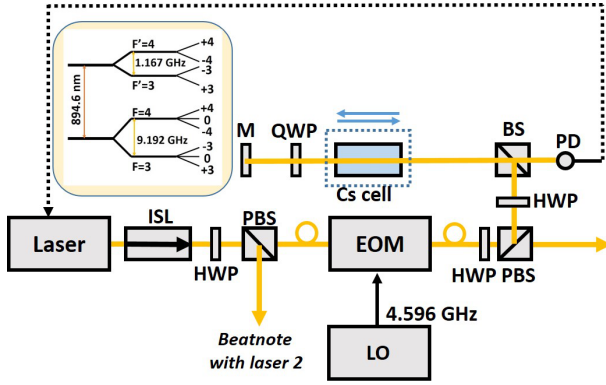 F'=4
+4
-4
1.167 GHz
-3
F'=3
+3
894.6 nm
F=4
+4
0
-4
9.192 GHz
-3
0
F=3
+3
M
QWP
BS
PD
Cs cell
HWP
ISL
PBS
Laser
EOM
HWP
HWP
PBS
4.596 GHz
Beatnote
with laser 2
LO